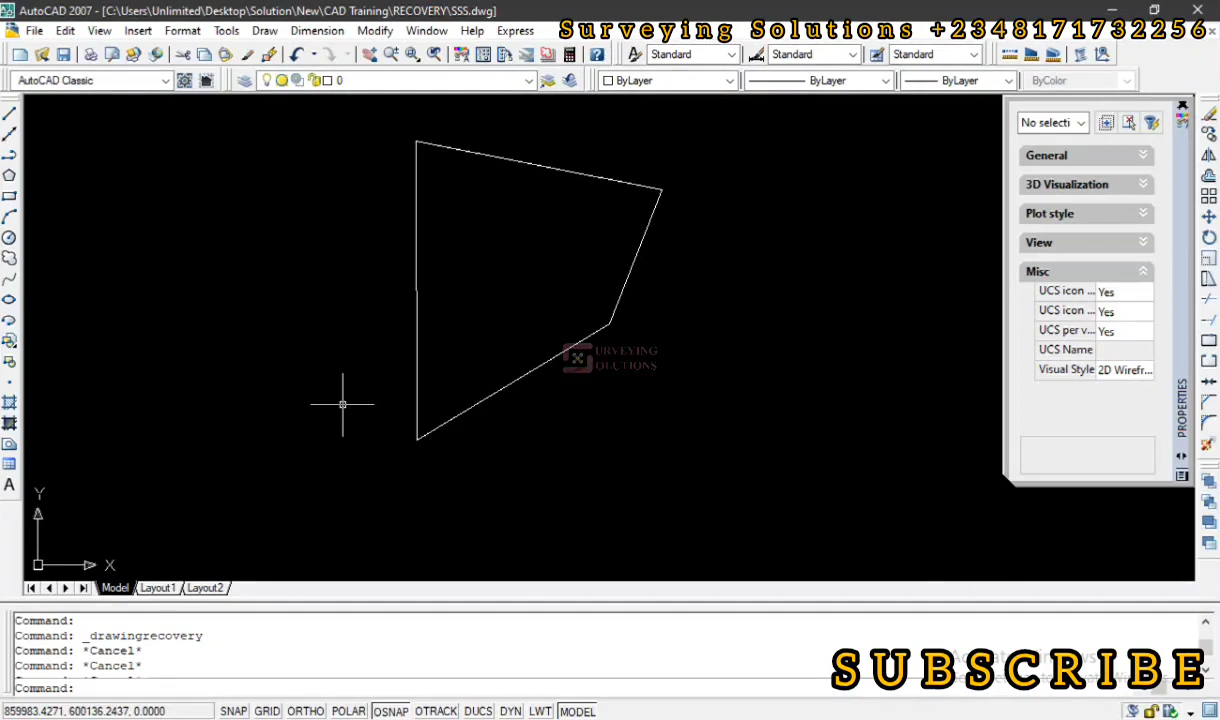 AutoCAD 2007 - [C:\Users\Unlimited\Desktop\Solution\New\CAD Training\RECOVERY\SSS.dwg]
File Edit View Insert Format Tools Draw Dimension Modify Window Help Express
Surveying Solutions +2348171732256
Standard Standard Standard
AutoCAD Classic 0 ByLayer ByLayer ByLayer ByColor
No selecti
General
3D Visualization
Plot style
View
Misc
UCS icon ... Yes
UCS icon ... Yes
UCS per v... Yes
UCS Name
Visual Style 2D Wirefr...
PROPERTIES
URVEYING
OLUTIONS
Y
X
Model Layout1 Layout2
Command:
Command: _drawingrecovery
Command: *Cancel*
Command: *Cancel*
Command:
SUBSCRIBE
859983.4271, 600136.2437, 0.0000 SNAP GRID ORTHO POLAR OSNAP OTRACK DUCS DYN LWT MODEL